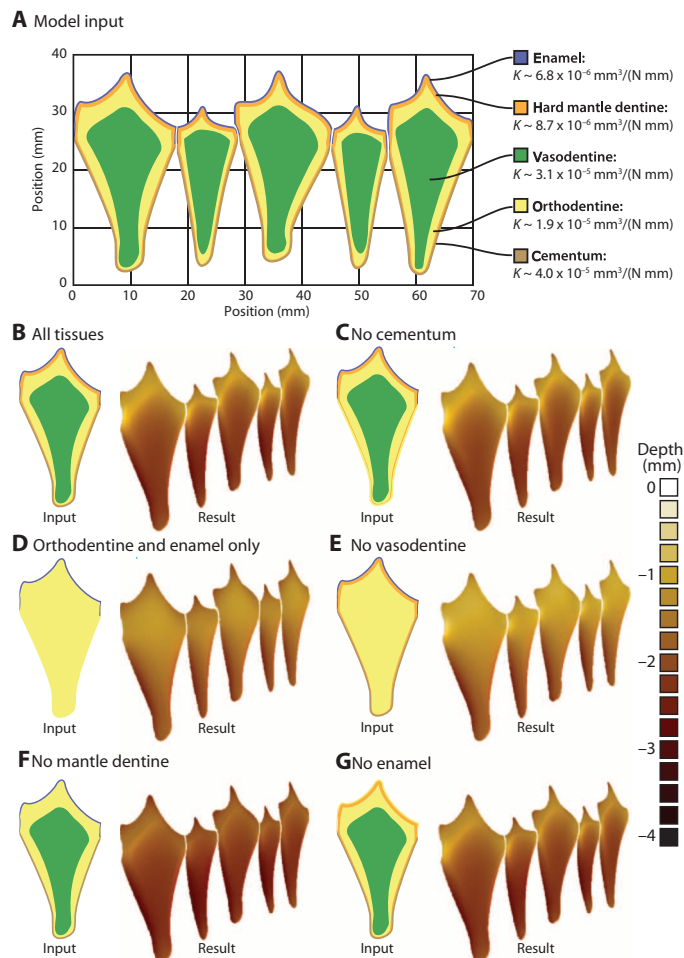 A Model input
40
30
20
10
0
Position (mm)
0 10 20 30 40 50 60 70
Position (mm)
Enamel:
K ~ 6.8 x 10⁻⁶ mm³/(N mm)
Hard mantle dentine:
K ~ 8.7 x 10⁻⁶ mm³/(N mm)
Vasodentine:
K ~ 3.1 x 10⁻⁵ mm³/(N mm)
Orthodentine:
K ~ 1.9 x 10⁻⁵ mm³/(N mm)
Cementum:
K ~ 4.0 x 10⁻⁵ mm³/(N mm)
B All tissues
Input
Result
C No cementum
Input
Result
D Orthodentine and enamel only
Input
Result
E No vasodentine
Input
Result
F No mantle dentine
Input
Result
G No enamel
Input
Result
Depth
(mm)
0
−1
−2
−3
−4